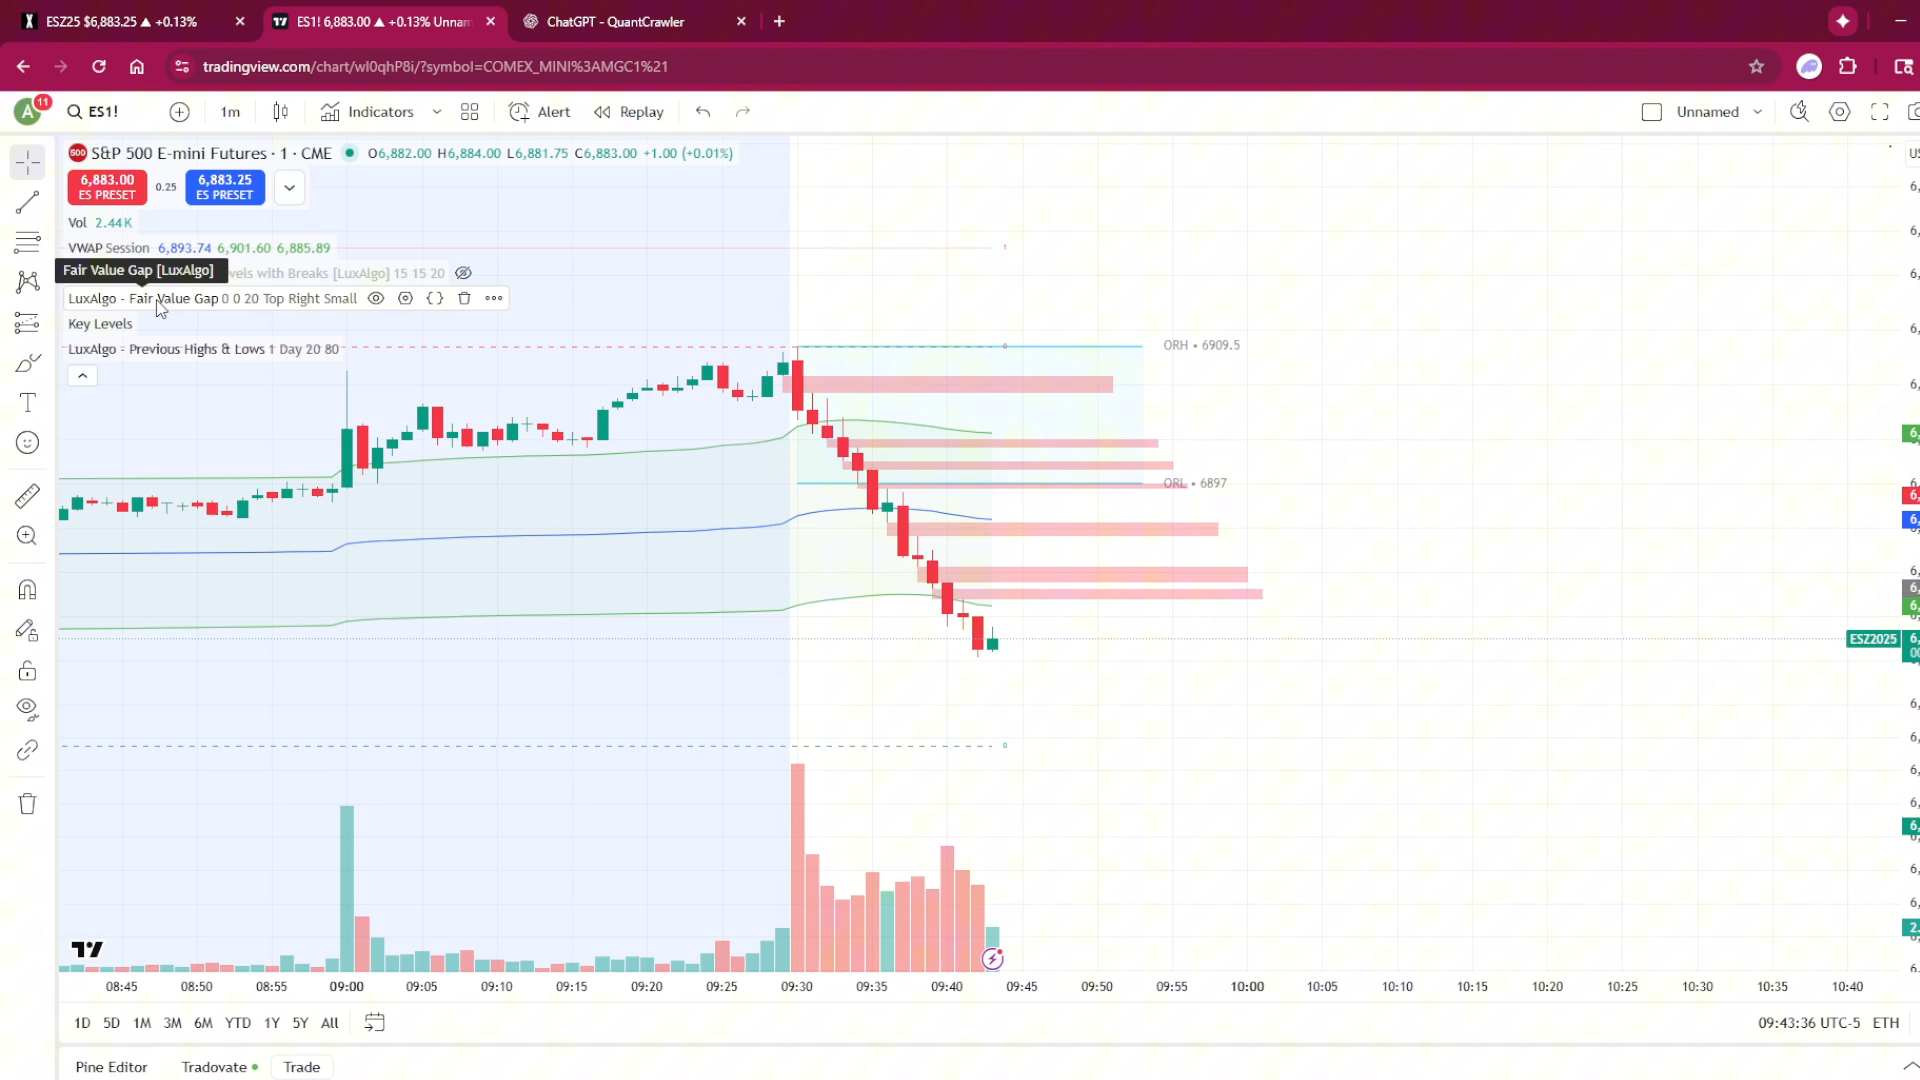 ESZ25 $6,883.25 ▲ +0.13%
ES1! 6,883.00 ▲ +0.13% Unnam
ChatGPT - QuantCrawler
tradingview.com/chart/wI0qhP8i/?symbol=COMEX_MINI%3AMGC1%21
A
11
ES1!
1m
Indicators
Alert
Replay
Unnamed
500 S&P 500 E-mini Futures · 1 · CME
O6,882.00 H6,884.00 L6,881.75 C6,883.00 +1.00 (+0.01%)
6,883.00
ES PRESET
0.25
6,883.25
ES PRESET
Vol 2.44K
VWAP Session 6,893.74 6,901.60 6,885.89
1
Fair Value Gap [LuxAlgo]
vels with Breaks [LuxAlgo] 15 15 20
LuxAlgo - Fair Value Gap 0 0 20 Top Right Small
Key Levels
LuxAlgo - Previous Highs & Lows 1 Day 20 80
0
ORH • 6909.5
ORL • 6897
ESZ2025
0
08:45 08:50 08:55 09:00 09:05 09:10 09:15 09:20 09:25 09:30 09:35 09:40 09:45 09:50 09:55 10:00 10:05 10:10 10:15 10:20 10:25 10:30 10:35 10:40
1D 5D 1M 3M 6M YTD 1Y 5Y All
09:43:36 UTC-5 ETH
Pine Editor
Tradovate
Trade